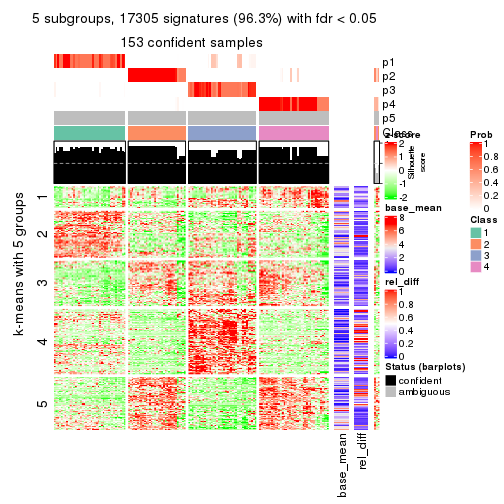 5 subgroups, 17305 signatures (96.3%) with fdr < 0.05
153 confident samples
p1
p2
p3
p4
p5
Class
z-score
2
1
0
-1
-2
Silhouette
score
Prob
1
0.8
0.6
0.4
0.2
0
base_mean
8
6
4
2
0
Class
1
2
3
4
rel_diff
1
0.8
0.6
0.4
0.2
0
Status (barplots)
confident
ambiguous
k-means with 5 groups
1
2
3
4
5
base_mean
rel_diff